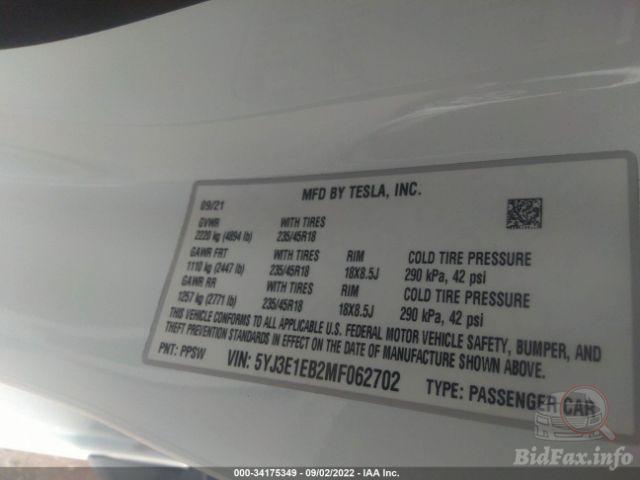 MFD BY TESLA, INC.
09/21
GVWR WITH TIRES
2220 kg (4894 lb) 235/45R18
GAWR FRT WITH TIRES RIM COLD TIRE PRESSURE
1110 kg (2447 lb) 235/45R18 18X8.5J 290 kPa, 42 psi
GAWR RR WITH TIRES RIM COLD TIRE PRESSURE
1257 kg (2771 lb) 235/45R18 18X8.5J 290 kPa, 42 psi
THIS VEHICLE CONFORMS TO ALL APPLICABLE U.S. FEDERAL MOTOR VEHICLE SAFETY, BUMPER, AND
THEFT PREVENTION STANDARDS IN EFFECT ON THE DATE OF MANUFACTURE SHOWN ABOVE.
PNT: PPSW VIN: 5YJ3E1EB2MF062702 TYPE: PASSENGER CAR
BidFax.info
000-34175349 - 09/02/2022 - IAA Inc.